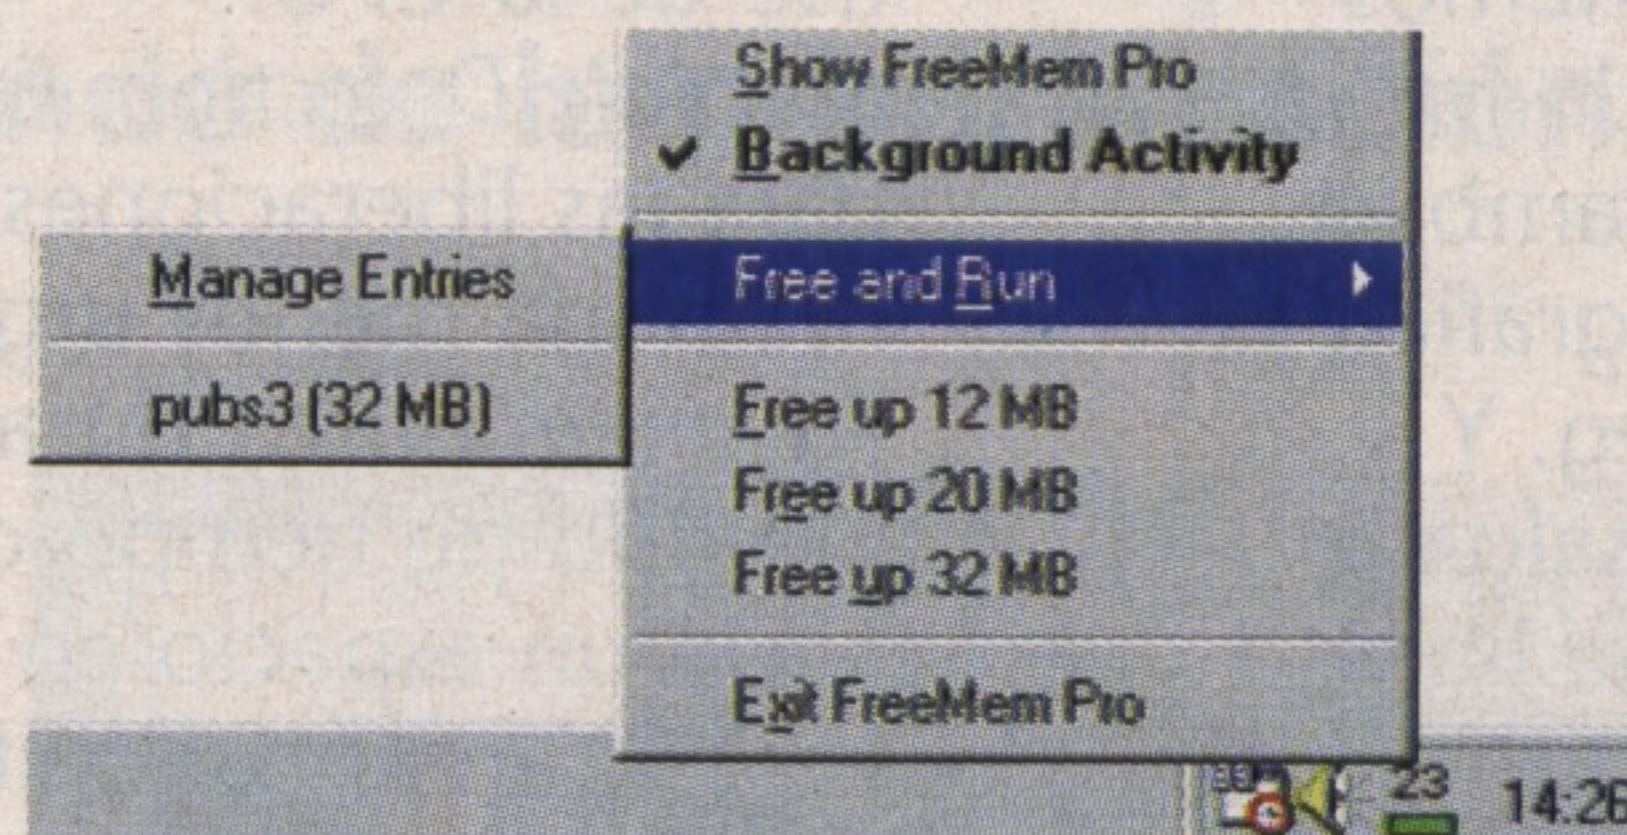 Show FreeMem Pro
Background Activity
Free and Run
Manage Entries
pubs3 (32 MB)
Free up 12 MB
Free up 20 MB
Free up 32 MB
Exit FreeMem Pro
23
14:26